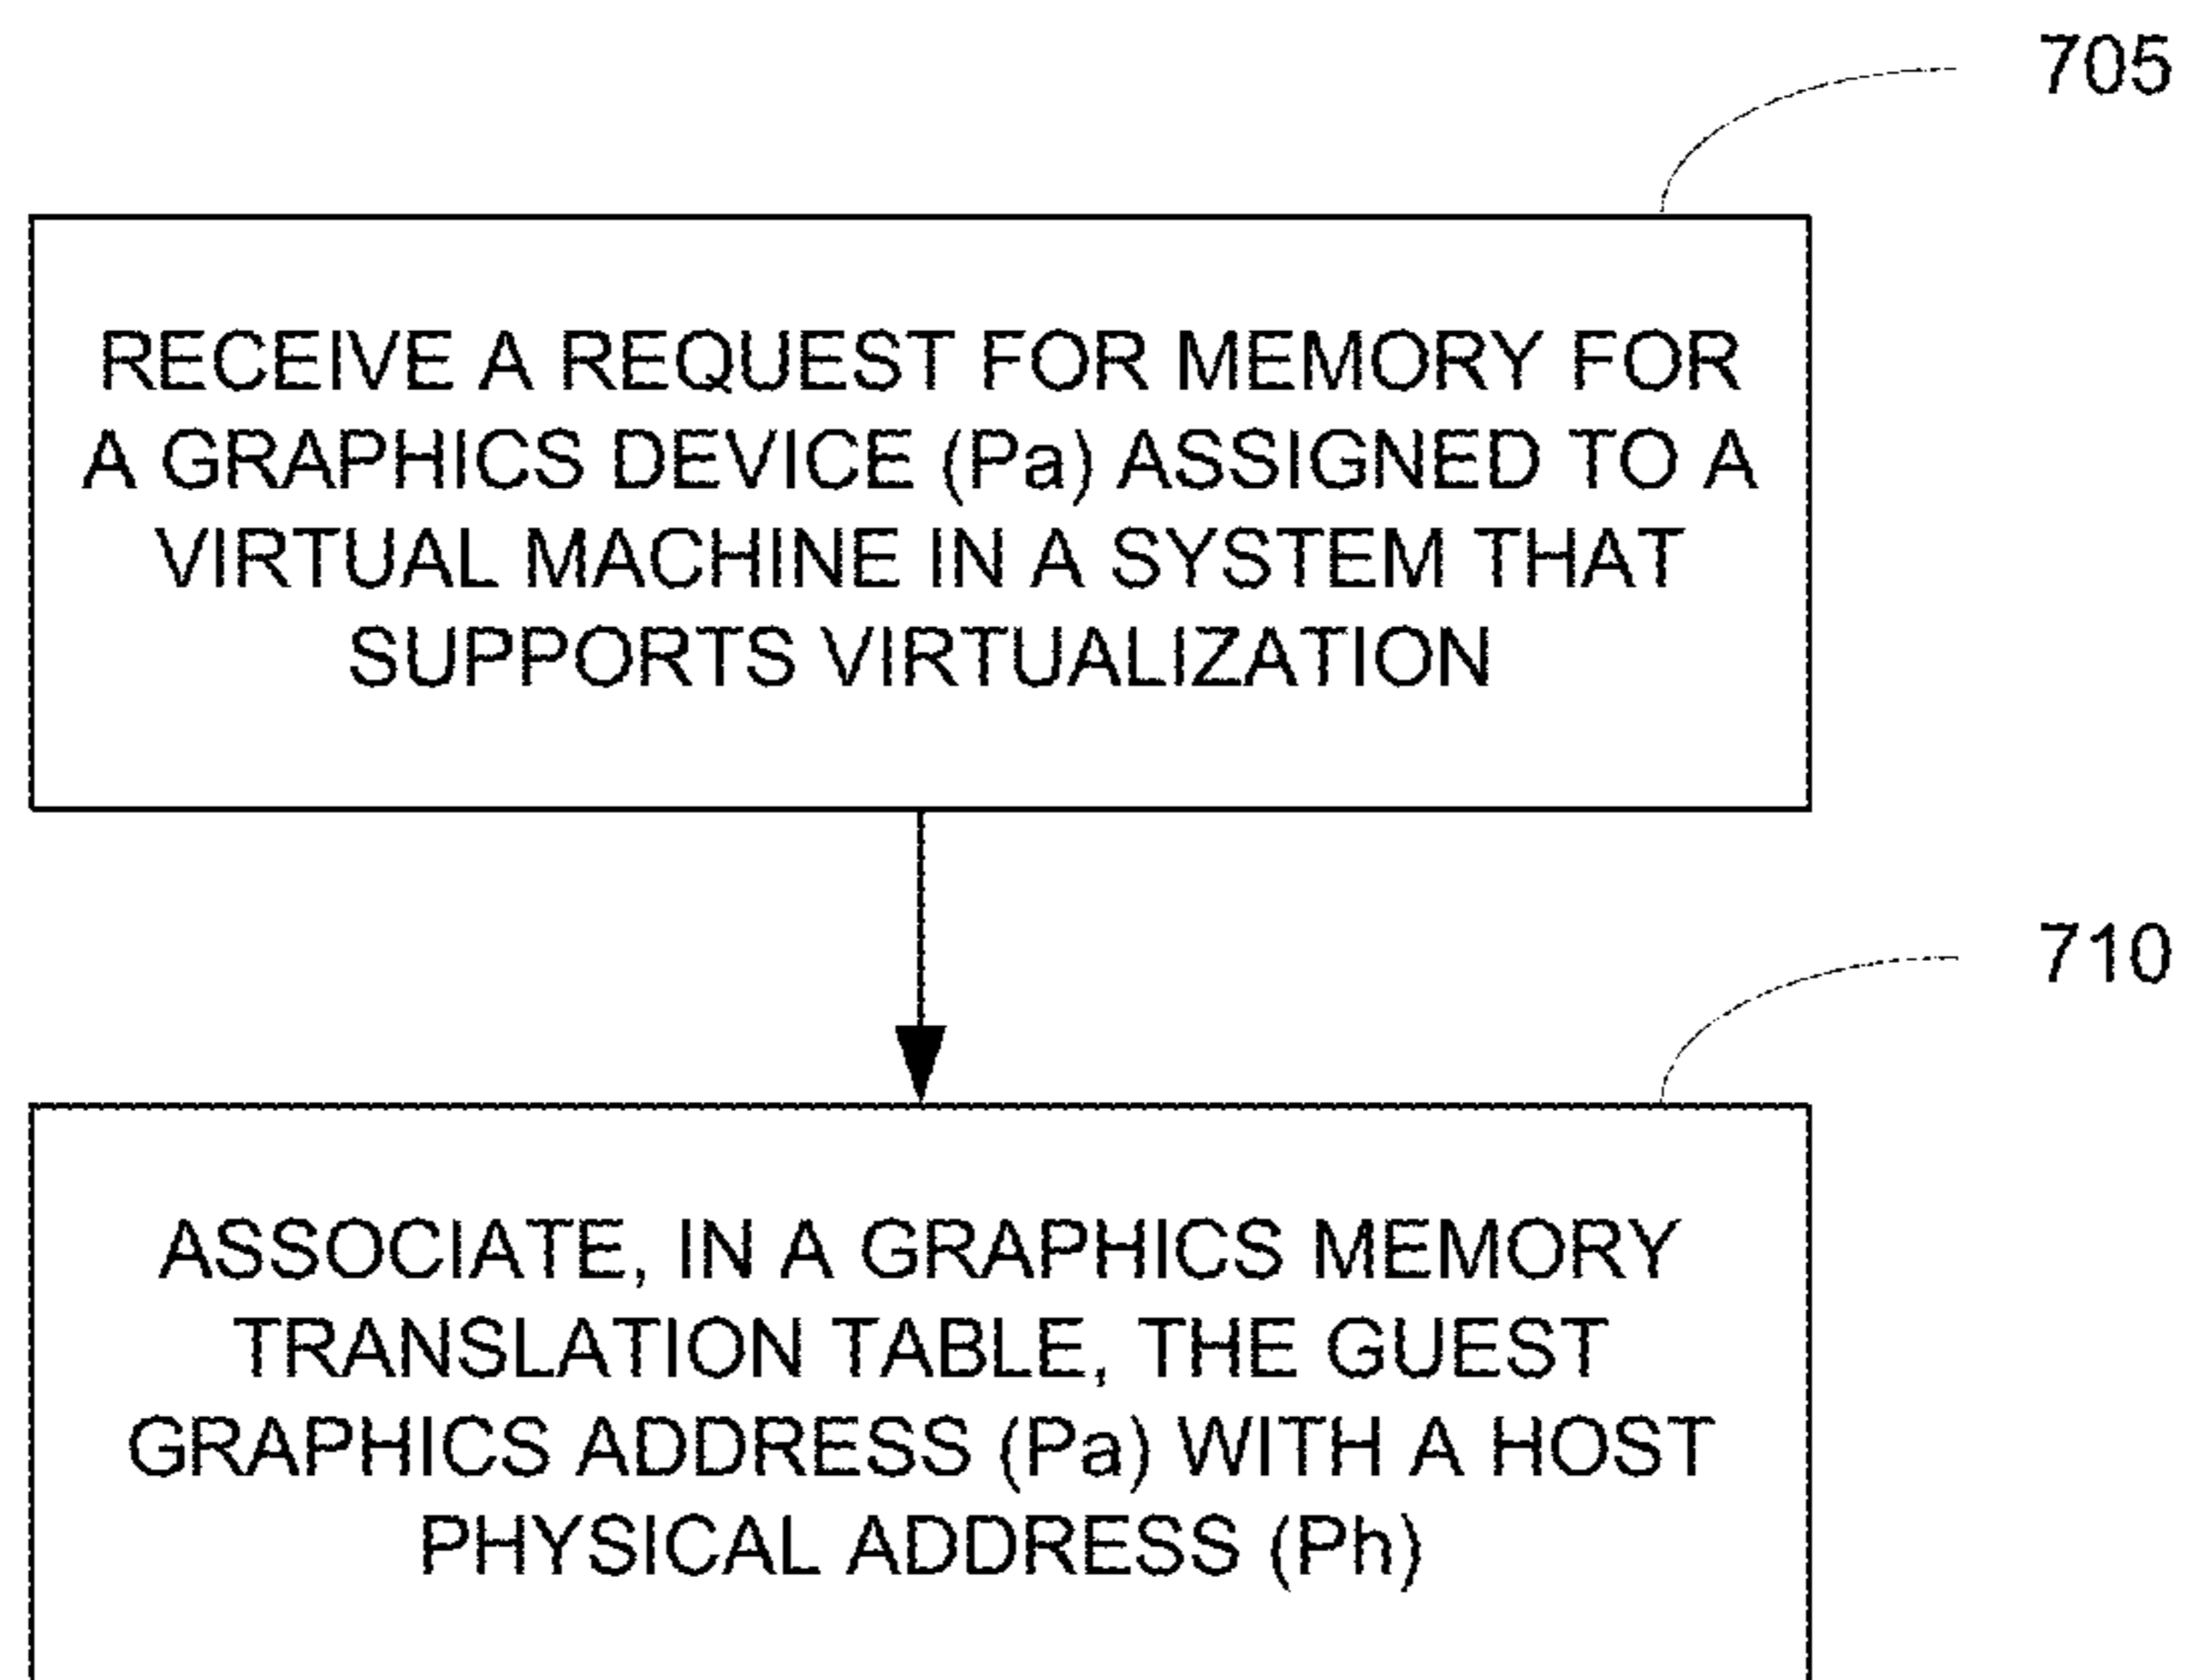 705
RECEIVE A REQUEST FOR MEMORY FOR
A GRAPHICS DEVICE (Pa) ASSIGNED TO A
VIRTUAL MACHINE IN A SYSTEM THAT
SUPPORTS VIRTUALIZATION
710
ASSOCIATE, IN A GRAPHICS MEMORY
TRANSLATION TABLE, THE GUEST
GRAPHICS ADDRESS (Pa) WITH A HOST
PHYSICAL ADDRESS (Ph)